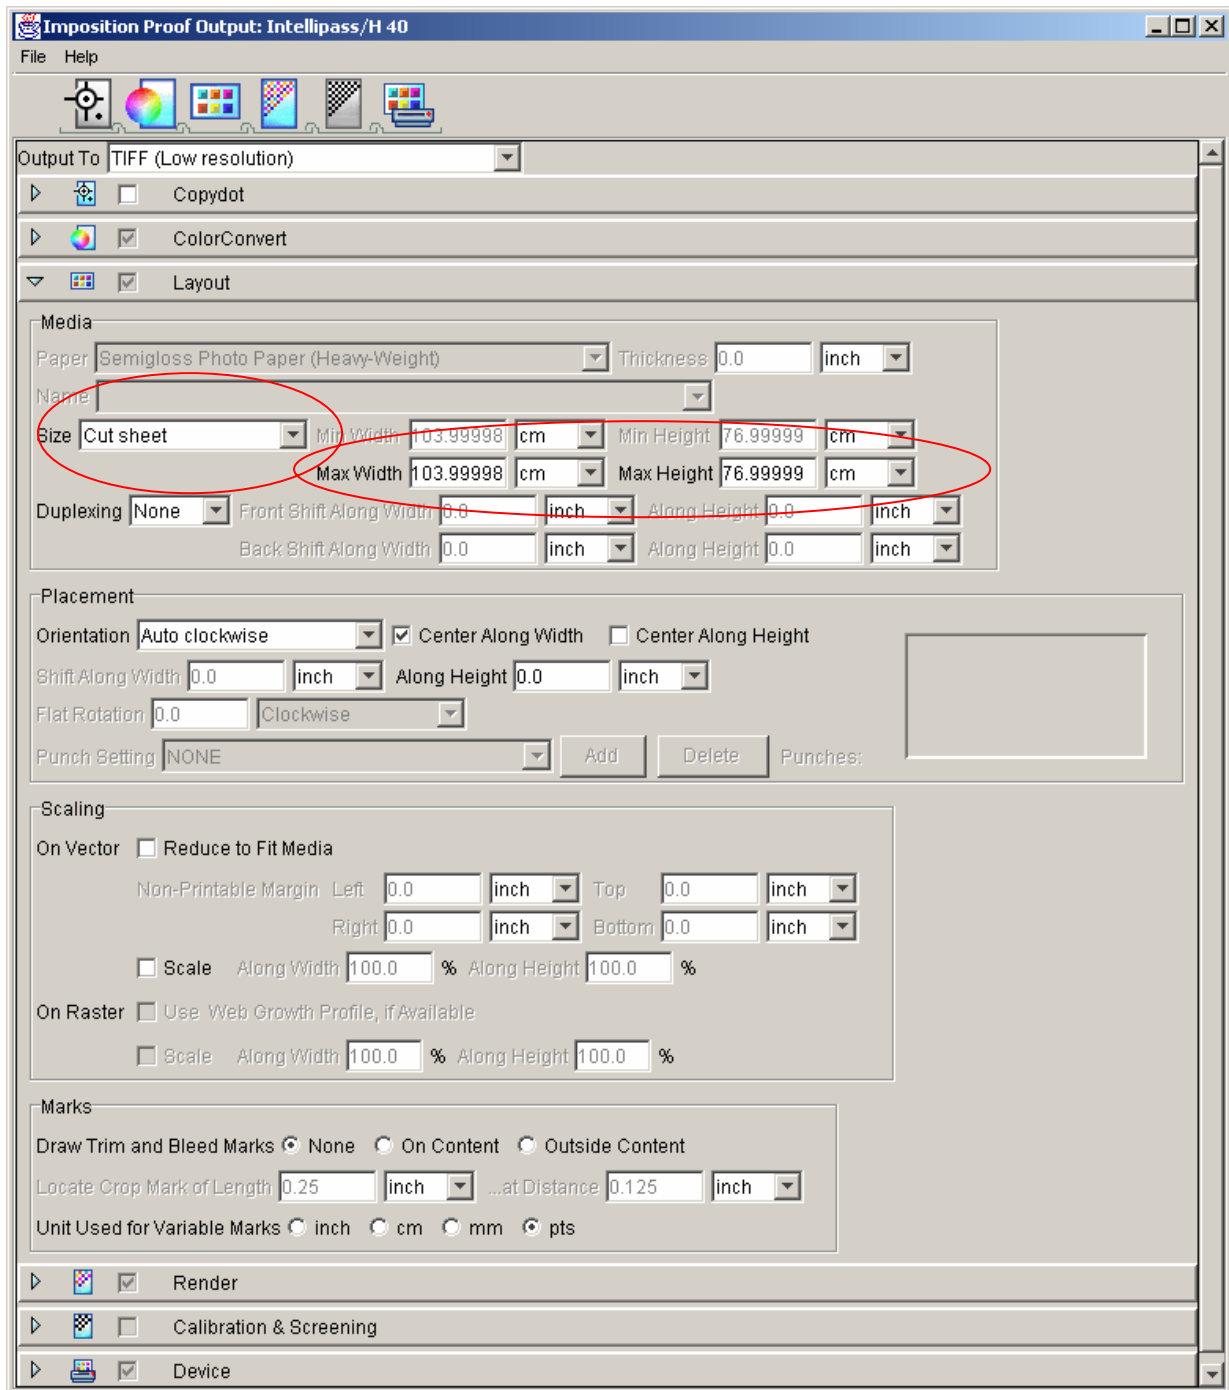 Imposition Proof Output: Intellipass/H 40
File Help
Output To TIFF (Low resolution)
Copydot
ColorConvert
Layout
Media
Paper Semigloss Photo Paper (Heavy-Weight) Thickness 0.0 inch
Name
Size Cut sheet Min Width 103.99998 cm Min Height 76.99999 cm
Max Width 103.99998 cm Max Height 76.99999 cm
Duplexing None Front Shift Along Width 0.0 inch Along Height 0.0 inch
Back Shift Along Width 0.0 inch Along Height 0.0 inch
Placement
Orientation Auto clockwise Center Along Width Center Along Height
Shift Along Width 0.0 inch Along Height 0.0 inch
Flat Rotation 0.0 Clockwise
Punch Setting NONE Add Delete Punches:
Scaling
On Vector Reduce to Fit Media
Non-Printable Margin Left 0.0 inch Top 0.0 inch
Right 0.0 inch Bottom 0.0 inch
Scale Along Width 100.0 % Along Height 100.0 %
On Raster Use Web Growth Profile, if Available
Scale Along Width 100.0 % Along Height 100.0 %
Marks
Draw Trim and Bleed Marks None On Content Outside Content
Locate Crop Mark of Length 0.25 inch ...at Distance 0.125 inch
Unit Used for Variable Marks inch cm mm pts
Render
Calibration & Screening
Device